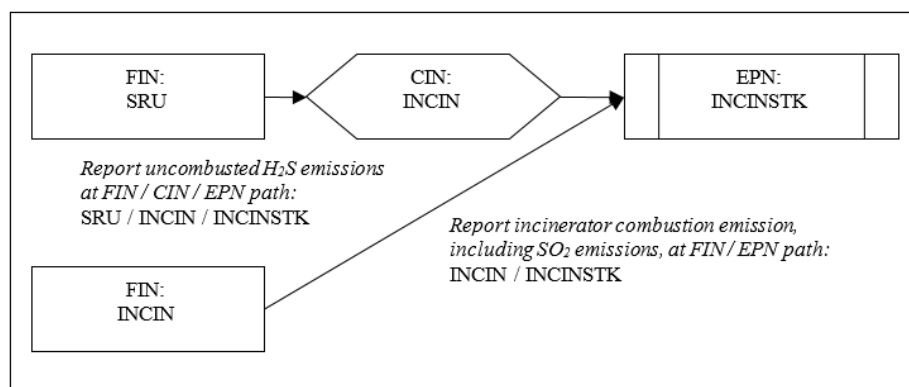 FIN:
SRU
CIN:
INCIN
EPN:
INCINSTK
Report uncombusted H₂S emissions
at FIN / CIN / EPN path:
SRU / INCIN / INCINSTK
Report incinerator combustion emission,
including SO₂ emissions, at FIN / EPN path:
INCIN / INCINSTK
FIN:
INCIN